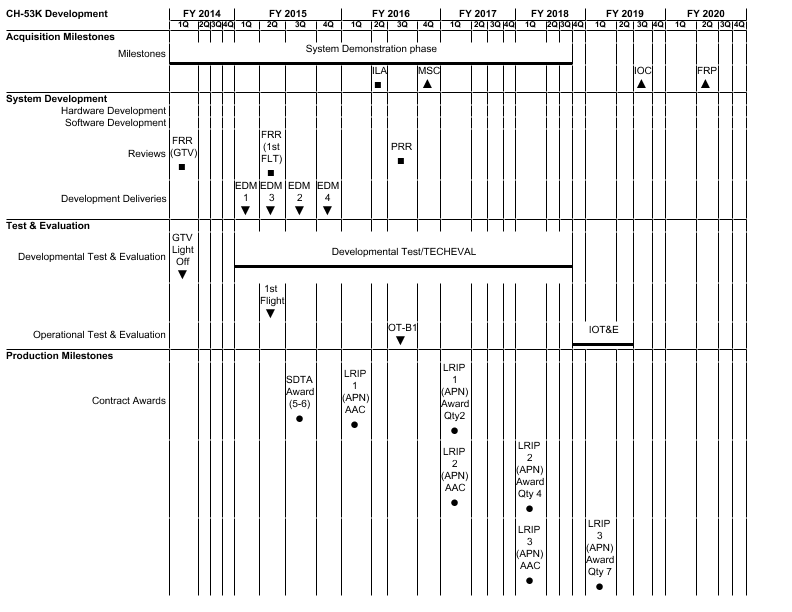 CH-53K Development FY 2014 FY 2015 FY 2016 FY 2017 FY 2018 FY 2019 FY 2020
1Q 2Q 3Q 4Q 1Q 2Q 3Q 4Q 1Q 2Q 3Q 4Q 1Q 2Q 3Q 4Q 1Q 2Q 3Q 4Q 1Q 2Q 3Q 4Q 1Q 2Q 3Q 4Q
Acquisition Milestones
Milestones
System Demonstration phase
ILA MSC IOC FRP
System Development
Hardware Development
Software Development
Reviews
FRR
(GTV)
FRR
(1st
FLT)
PRR
Development Deliveries
EDM
1
EDM
3
EDM
2
EDM
4
Test & Evaluation
Developmental Test & Evaluation
GTV
Light
Off
Developmental Test/TECHEVAL
1st
Flight
Operational Test & Evaluation
OT-B1
IOT&E
Production Milestones
Contract Awards
SDTA
Award
(5-6)
LRIP
1
(APN)
AAC
LRIP
1
(APN)
Award
Qty2
LRIP
2
(APN)
AAC
LRIP
2
(APN)
Award
Qty 4
LRIP
3
(APN)
AAC
LRIP
3
(APN)
Award
Qty 7